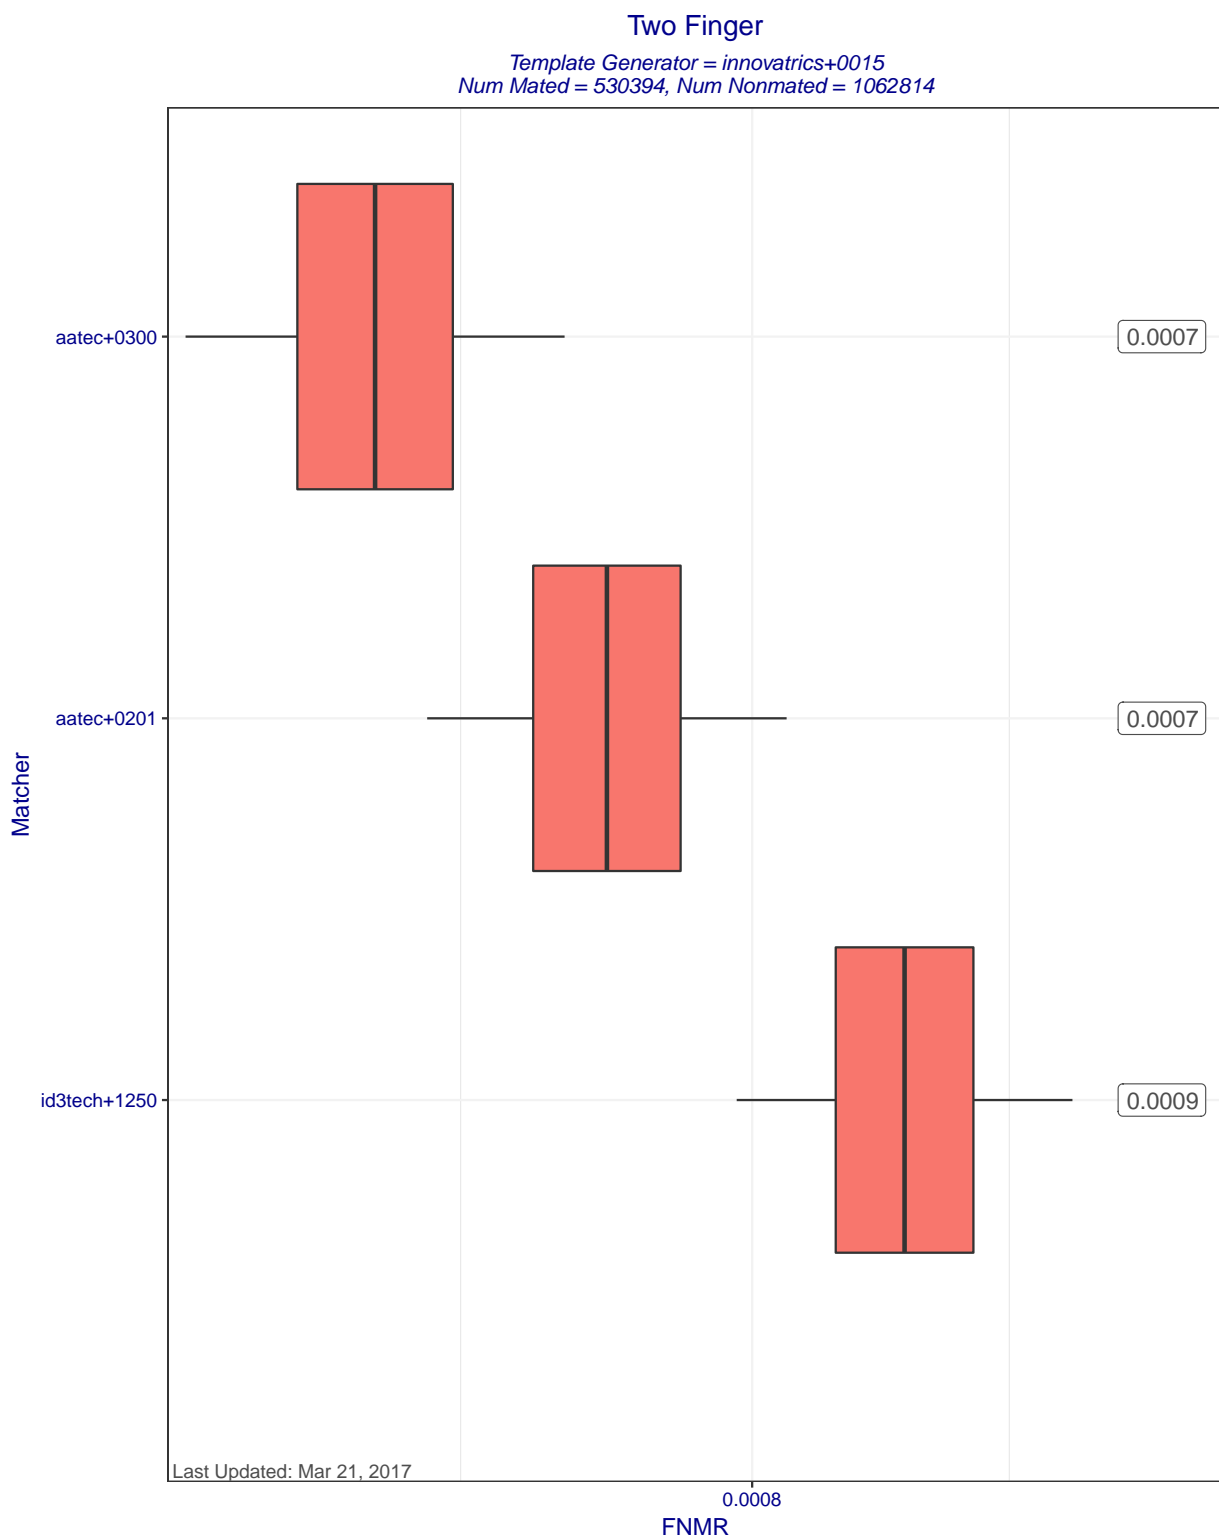 Two Finger
Template Generator = innovatrics+0015
Num Mated = 530394, Num Nonmated = 1062814
aatec+0300
0.0007
aatec+0201
0.0007
Matcher
id3tech+1250
0.0009
Last Updated: Mar 21, 2017
0.0008
FNMR